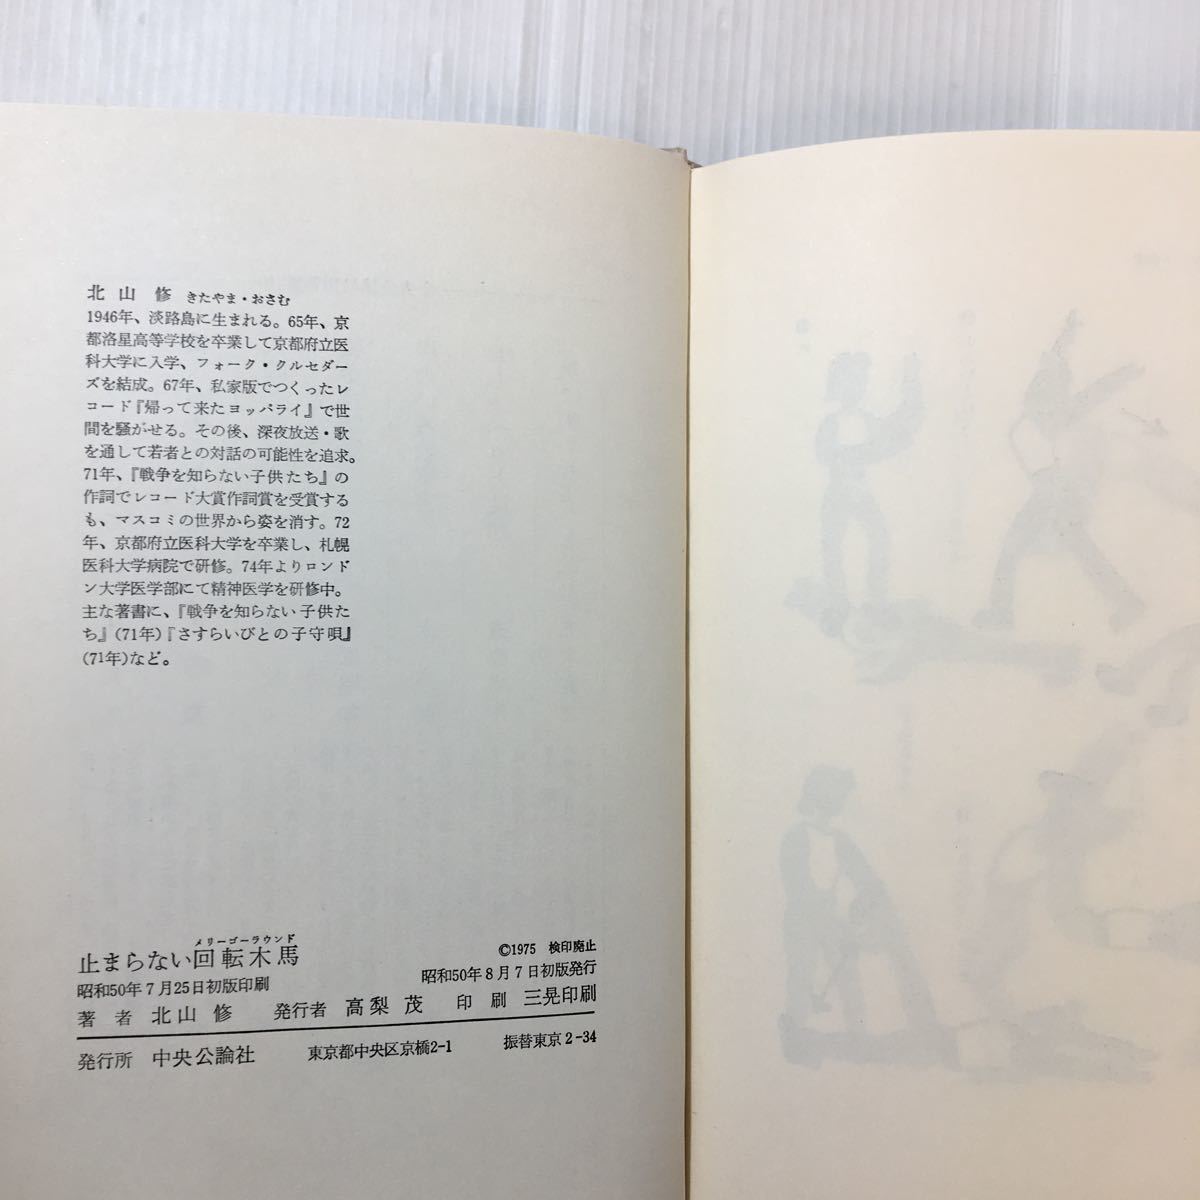 北山 修 きたやま・おさむ
1946年、淡路島に生まれる。65年、京
都洛星高等学校を卒業して京都府立医
科大学に入学、フォーク・クルセダー
ズを結成。67年、私家版でつくったレ
コード『帰って来たヨッパライ』で世
間を騒がせる。その後、深夜放送・歌
を通して若者との対話の可能性を追求。
71年、『戦争を知らない子供たち』の
作詞でレコード大賞作詞賞を受賞する
も、マスコミの世界から姿を消す。72
年、京都府立医科大学を卒業し、札幌
医科大学病院で研修。74年よりロンド
ン大学医学部にて精神医学を研修中。
主な著書に、『戦争を知らない子供た
ち』(71年)『さすらいびとの子守唄』
(71年)など。
メリーゴーラウンド
止まらない回転木馬
©1975 検印廃止
昭和50年7月25日初版印刷
昭和50年8月7日初版発行
著者 北山 修 発行者 高梨 茂 印刷 三晃印刷
発行所 中央公論社 東京都中央区京橋2-1 振替東京2-34